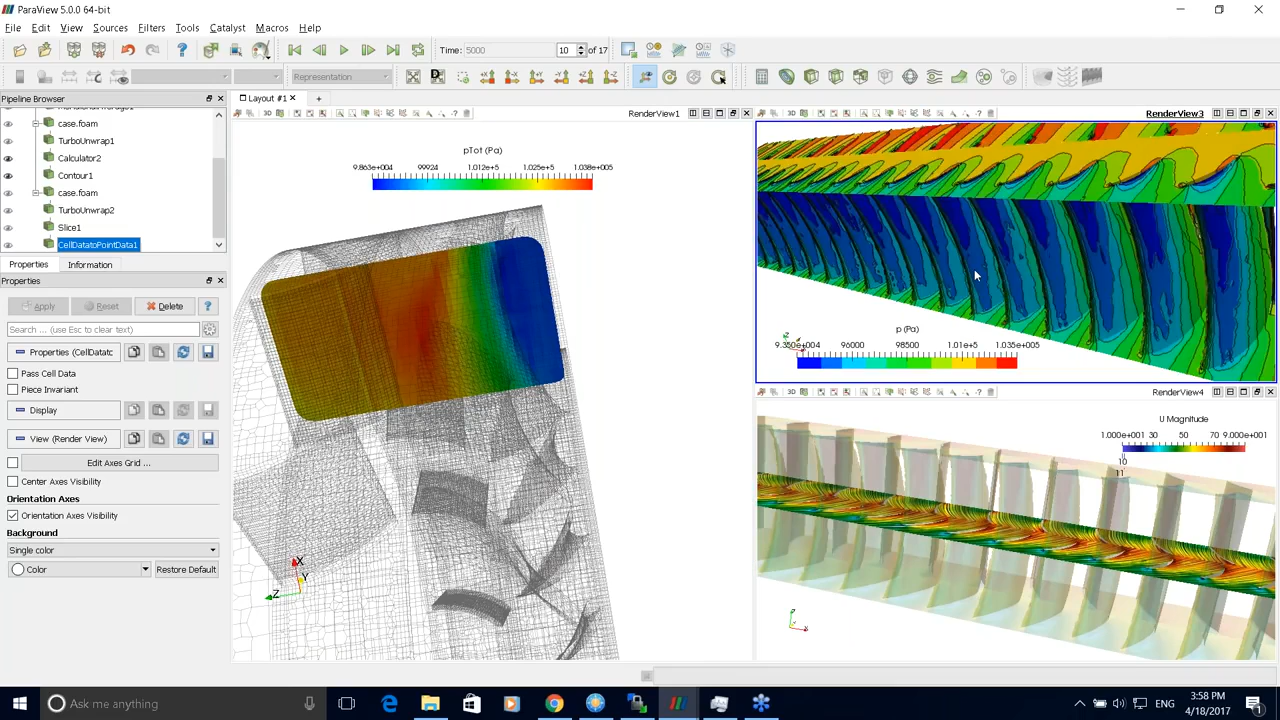 ParaView 5.0.0 64-bit
File Edit View Sources Filters Tools Catalyst Macros Help
Time: 5000 10 of 17
Representation
Pipeline Browser
case.foam
TurboUnwrap1
Calculator2
Contour1
case.foam
TurboUnwrap2
Slice1
CellDatatoPointData1
Properties Information
Properties
Apply Reset Delete ?
Search ... (use Esc to clear text)
Properties (CellDatatc
Pass Cell Data
Piece Invariant
Display
View (Render View)
Edit Axes Grid ...
Center Axes Visibility
Orientation Axes
Orientation Axes Visibility
Background
Single color
Color Restore Default
Layout #1
+
3D RenderView1
pTot (Pa)
9.863e+004 99924 1.012e+5 1.025e+5 1.038e+005
X
Y
Z
3D RenderView3
p (Pa)
9.350e+004 96000 98500 1.01e+5 1.035e+005
3D RenderView4
U Magnitude
1.000e+001 30 50 70 9.000e+001
10
11
Z
X
Ask me anything
ENG
3:58 PM
4/18/2017